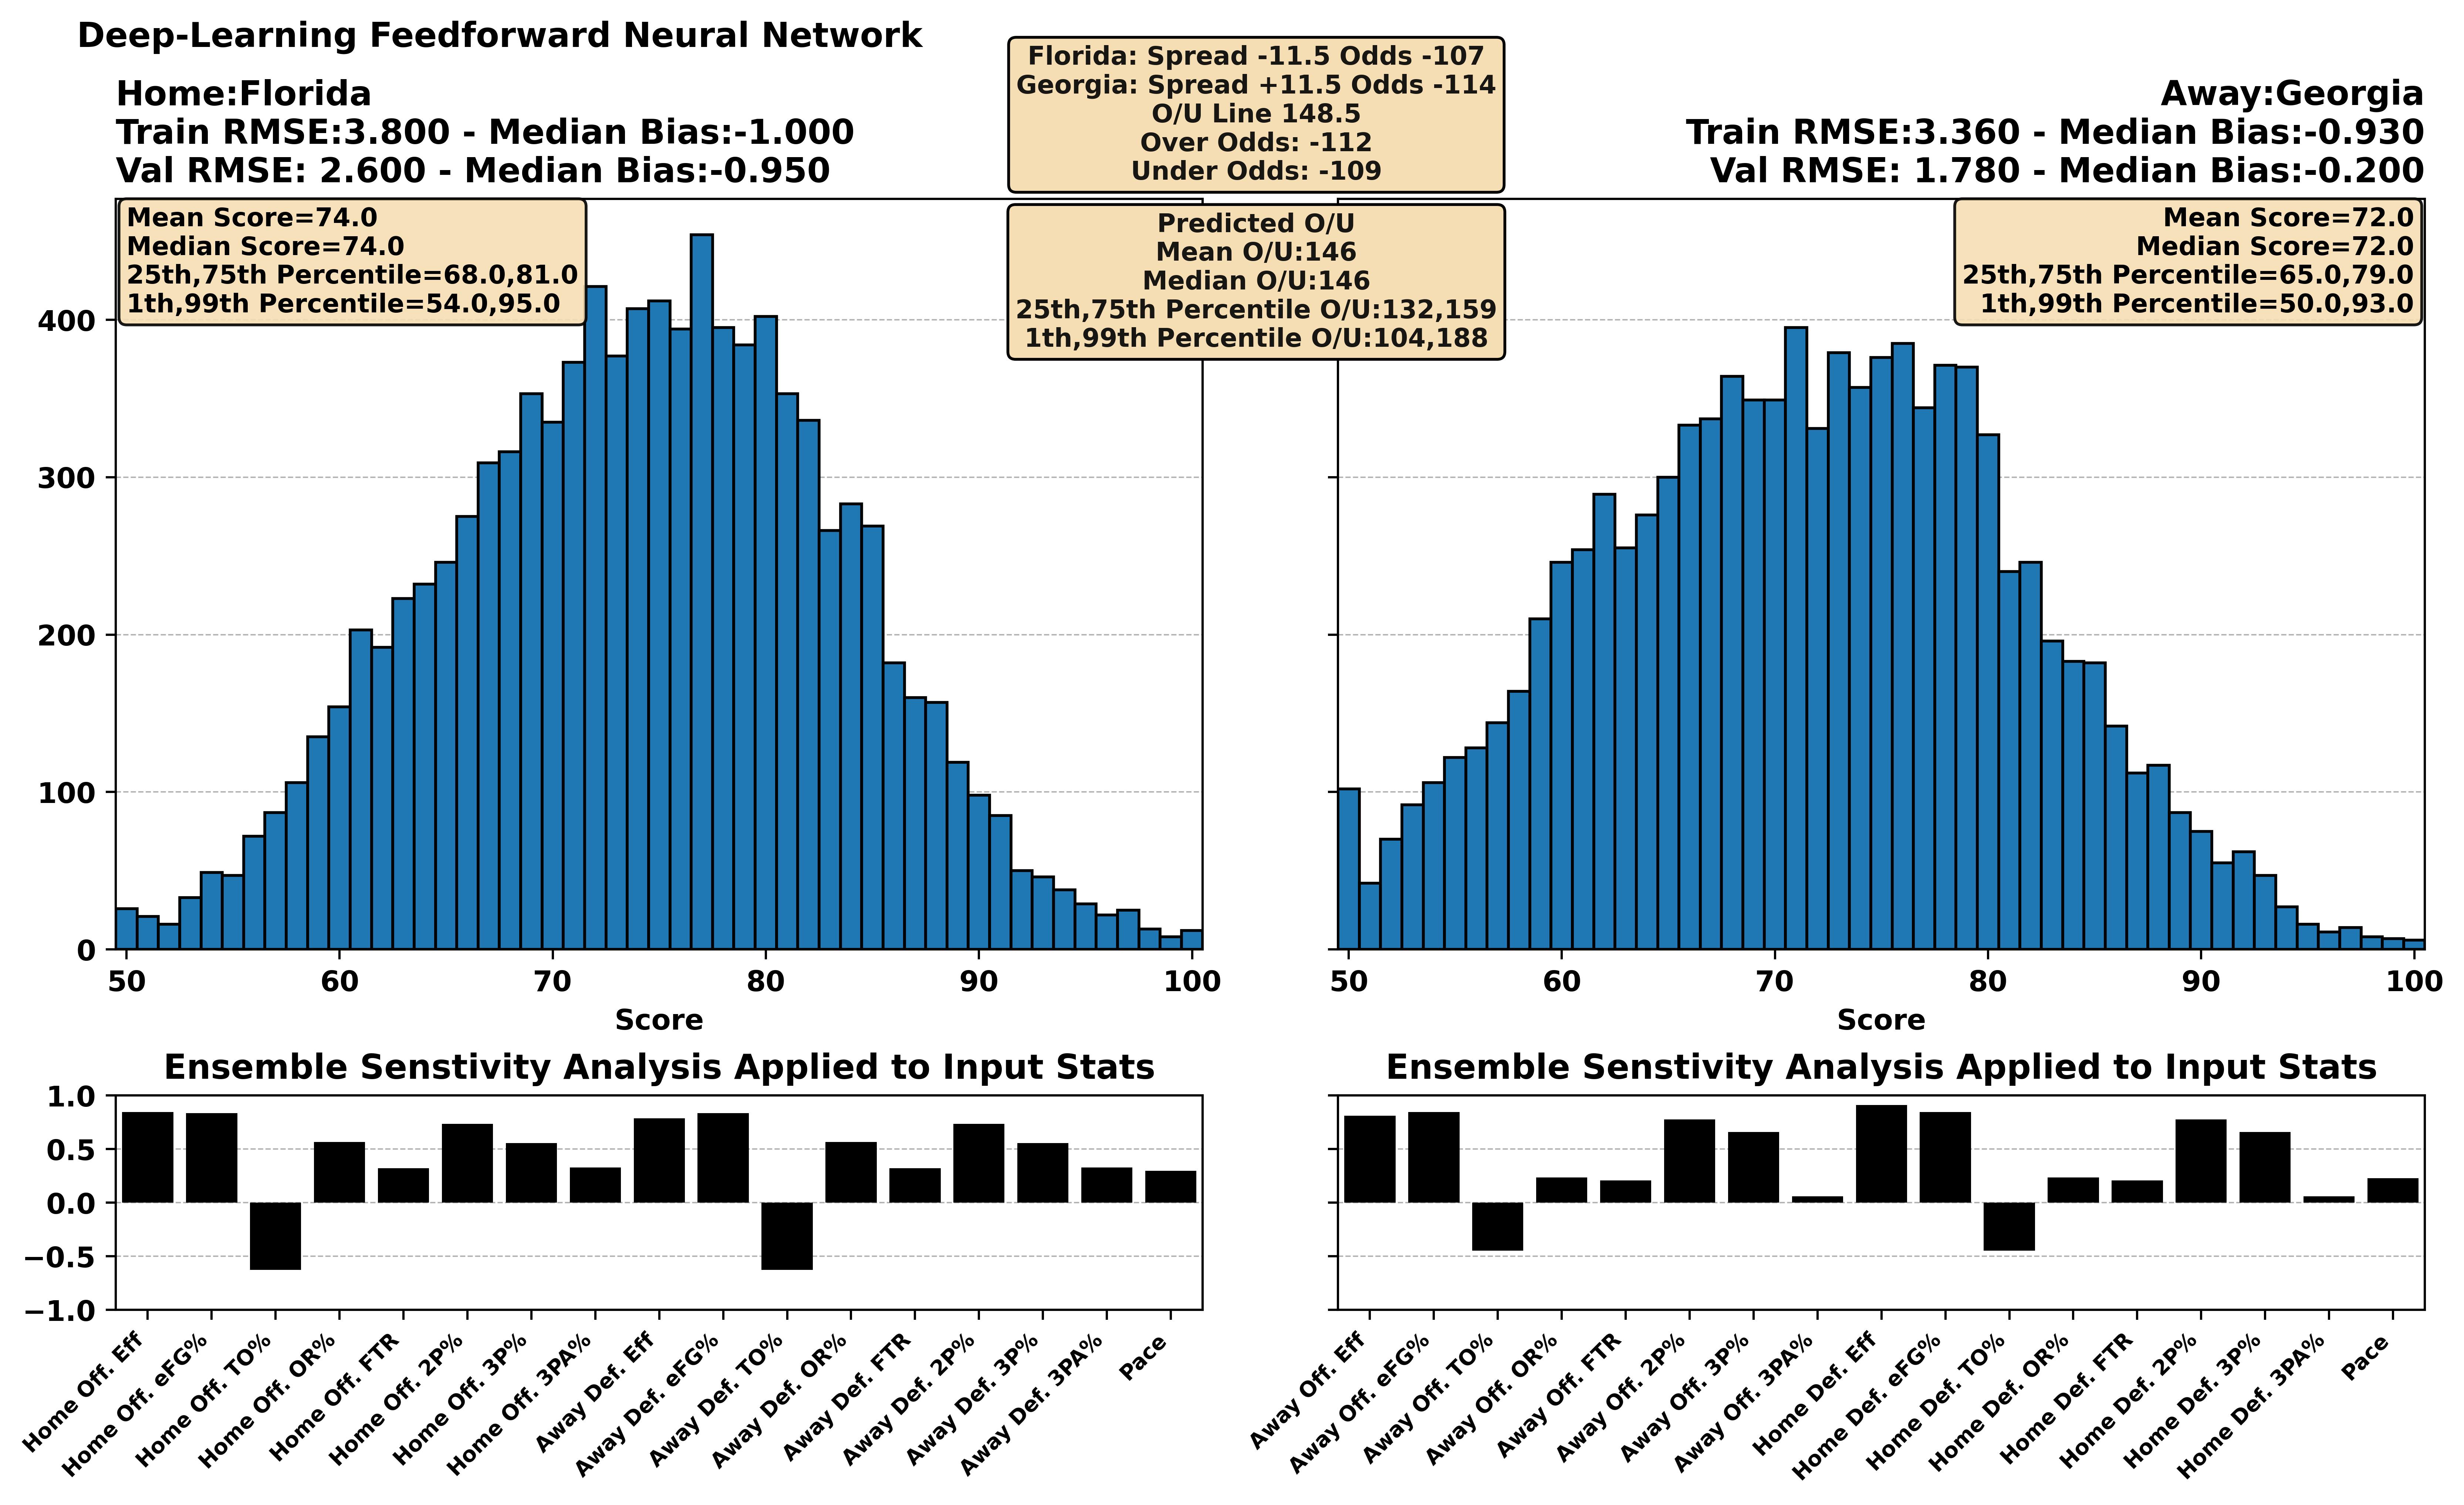 Deep-Learning Feedforward Neural Network
Home:Florida
Train RMSE:3.800 - Median Bias:-1.000
Val RMSE: 2.600 - Median Bias:-0.950
Florida: Spread -11.5 Odds -107
Georgia: Spread +11.5 Odds -114
O/U Line 148.5
Over Odds: -112
Under Odds: -109
Away:Georgia
Train RMSE:3.360 - Median Bias:-0.930
Val RMSE: 1.780 - Median Bias:-0.200
Mean Score=74.0
Median Score=74.0
25th,75th Percentile=68.0,81.0
1th,99th Percentile=54.0,95.0
Predicted O/U
Mean O/U:146
Median O/U:146
25th,75th Percentile O/U:132,159
1th,99th Percentile O/U:104,188
Mean Score=72.0
Median Score=72.0
25th,75th Percentile=65.0,79.0
1th,99th Percentile=50.0,93.0
400
300
200
100
0
50 60 70 80 90 100
Score
50 60 70 80 90 100
Score
Ensemble Senstivity Analysis Applied to Input Stats
1.0
0.5
0.0
−0.5
−1.0
Home Off. Eff
Home Off. eFG%
Home Off. TO%
Home Off. OR%
Home Off. FTR
Home Off. 2P%
Home Off. 3P%
Home Off. 3PA%
Away Def. Eff
Away Def. eFG%
Away Def. TO%
Away Def. OR%
Away Def. FTR
Away Def. 2P%
Away Def. 3P%
Away Def. 3PA%
Pace
Ensemble Senstivity Analysis Applied to Input Stats
Away Off. Eff
Away Off. eFG%
Away Off. TO%
Away Off. OR%
Away Off. FTR
Away Off. 2P%
Away Off. 3P%
Away Off. 3PA%
Home Def. Eff
Home Def. eFG%
Home Def. TO%
Home Def. OR%
Home Def. FTR
Home Def. 2P%
Home Def. 3P%
Home Def. 3PA%
Pace